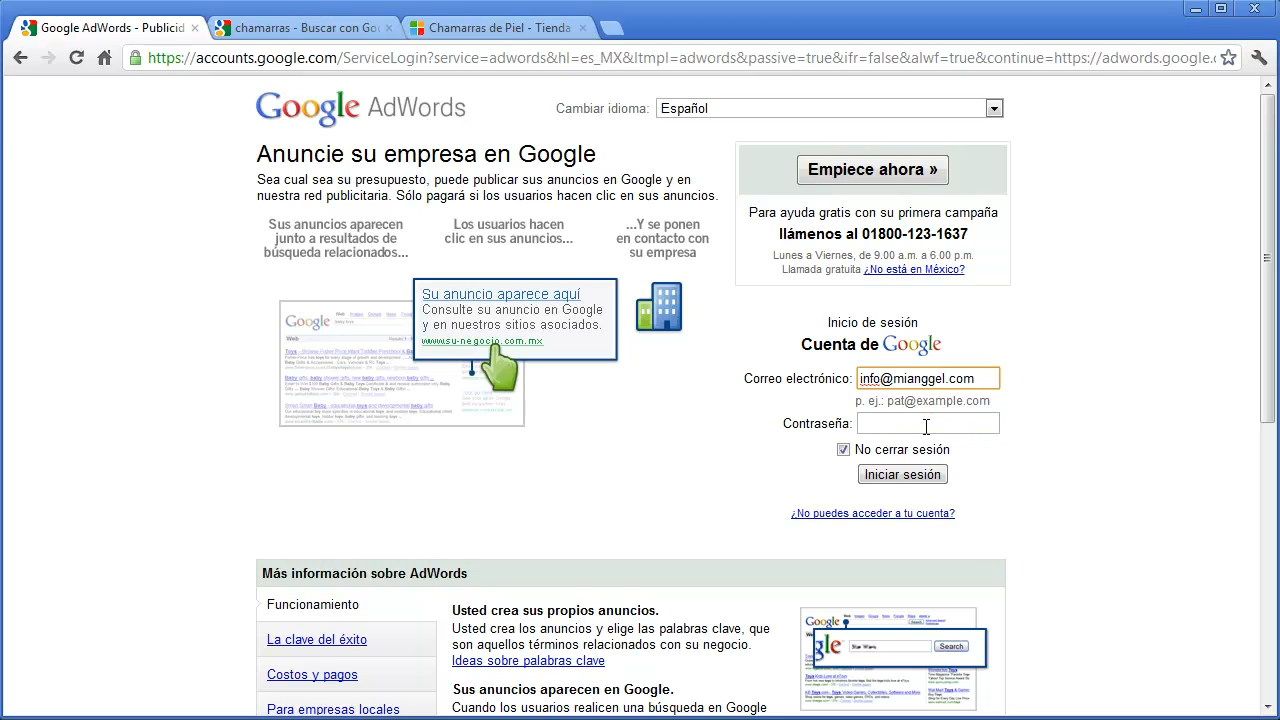 Google AdWords - Publicid
chamarras - Buscar con Go
Chamarras de Piel - Tienda
https://accounts.google.com/ServiceLogin?service=adwords&hl=es_MX&ltmpl=adwords&passive=true&ifr=false&alwf=true&continue=https://adwords.google.c
Google AdWords
Cambiar idioma: Español
Anuncie su empresa en Google
Sea cual sea su presupuesto, puede publicar sus anuncios en Google y en
nuestra red publicitaria. Sólo pagará si los usuarios hacen clic en sus anuncios.
Sus anuncios aparecen
junto a resultados de
búsqueda relacionados...
Los usuarios hacen
clic en sus anuncios...
...Y se ponen
en contacto con
su empresa
Google
Web
Su anuncio aparece aquí
Consulte su anuncio en Google
y en nuestros sitios asociados.
www.su-negocio.com.mx
Empiece ahora »
Para ayuda gratis con su primera campaña
llámenos al 01800-123-1637
Lunes a Viernes, de 9.00 a.m. a 6.00 p.m.
Llamada gratuita ¿No está en México?
Inicio de sesión
Cuenta de Google
Correo electrónico: info@mianggel.com
p. ej.: pat@example.com
Contraseña:
No cerrar sesión
Iniciar sesión
¿No puedes acceder a tu cuenta?
Más información sobre AdWords
Funcionamiento
La clave del éxito
Costos y pagos
empresas locales
Usted crea sus propios anuncios.
Usted crea los anuncios y elige las palabras clave, que
son aquellos términos relacionados con su negocio.
Ideas sobre palabras clave
Sus anuncios aparecen en Google.
en una búsqueda en Google
gle
Star Wars
Search